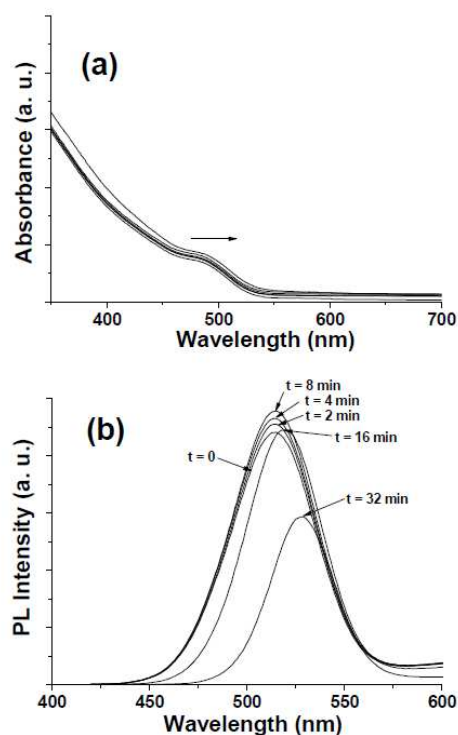 (a)
Absorbance (a. u.)
400 500 600 700
Wavelength (nm)
(b)
t = 8 min
t = 4 min
t = 2 min
t = 16 min
t = 0
t = 32 min
PL Intensity (a. u.)
400 450 500 550 600
Wavelength (nm)